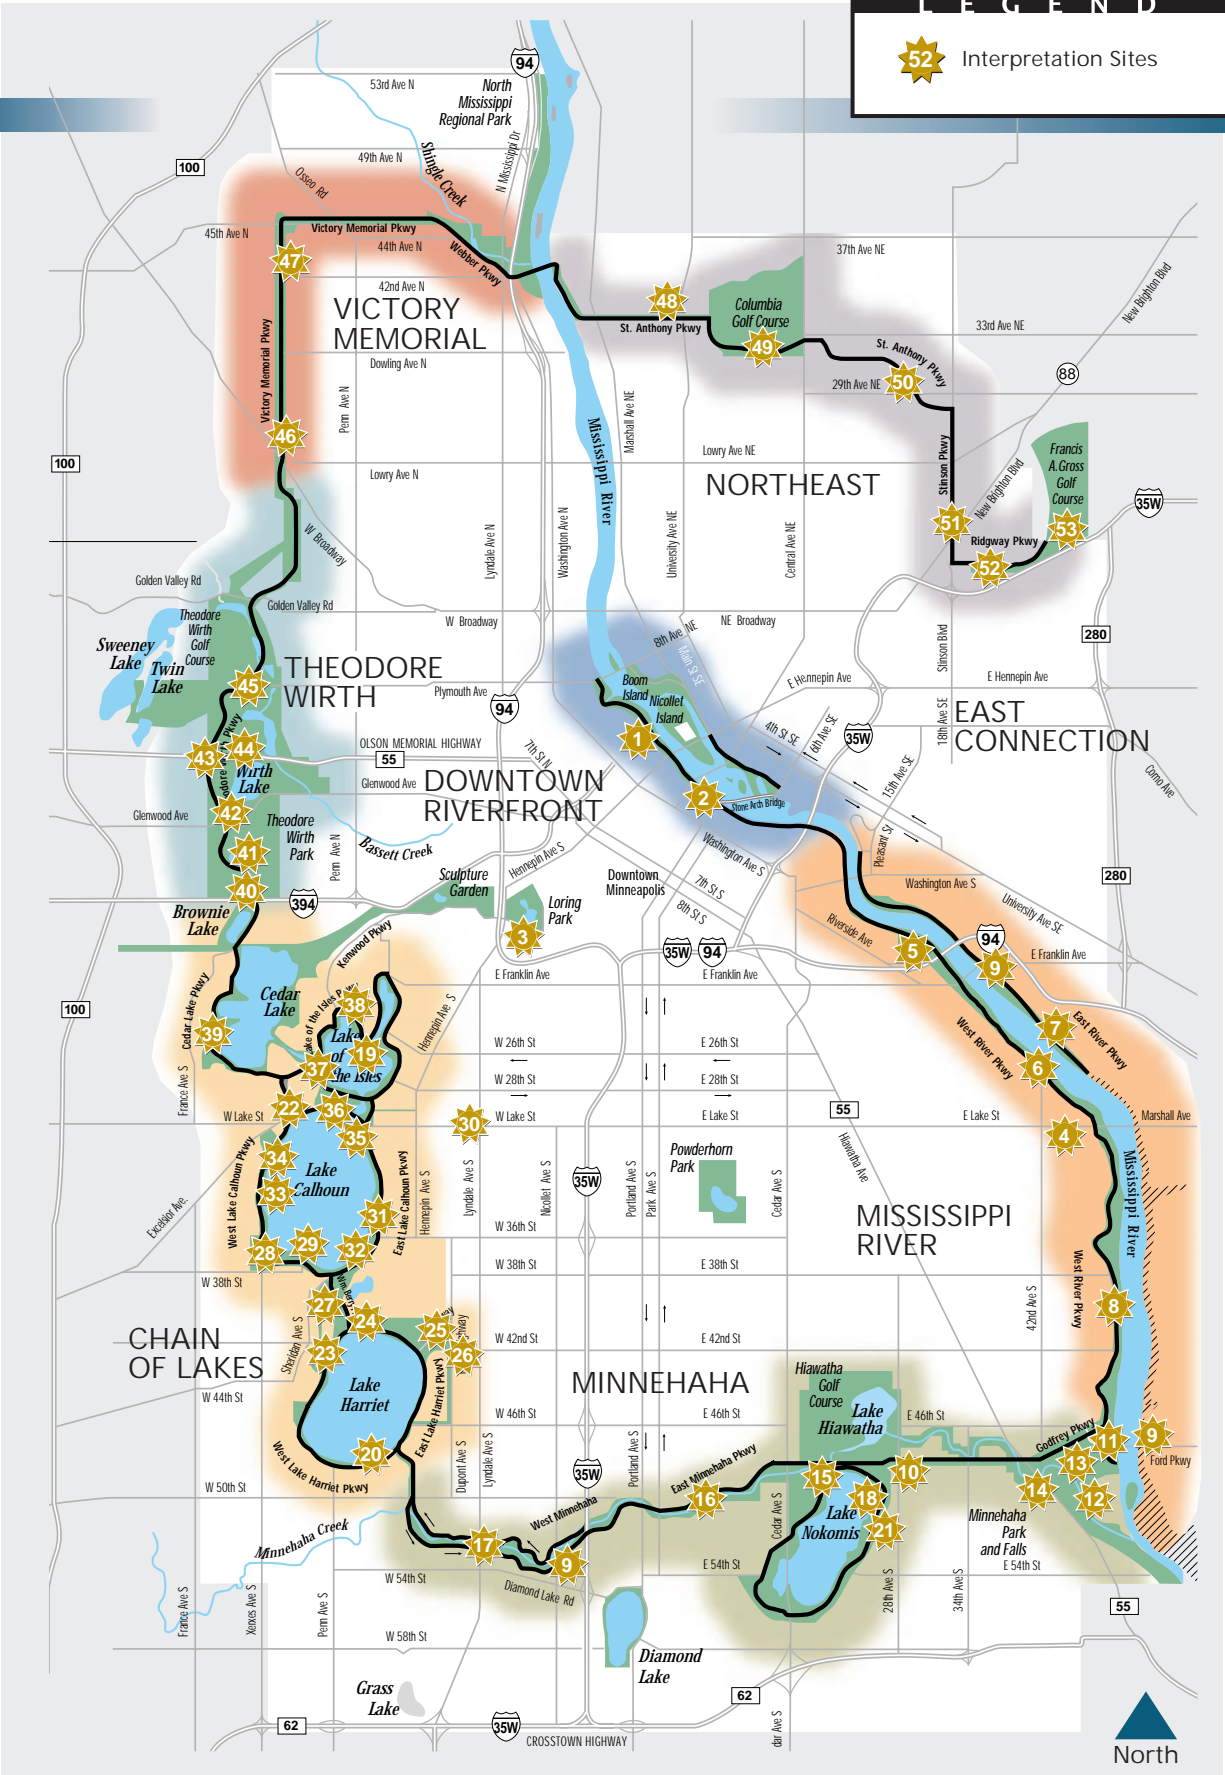 LEGEND
52
Interpretation Sites
94
53rd Ave N
North
Mississippi
Regional Park
49th Ave N
Shingle Creek
N Mississippi Dr
100
Osseo Rd
45th Ave N
Victory Memorial Pkwy
44th Ave N
Webber Pkwy
47
42nd Ave N
VICTORY
MEMORIAL
Victory Memorial Pkwy
Dowling Ave N
Penn Ave N
46
Lowry Ave N
100
37th Ave NE
48
St. Anthony Pkwy
Columbia
Golf Course
49
33rd Ave NE
New Brighton Blvd
St. Anthony Pkwy
50
29th Ave NE
88
Marshall Ave NE
Mississippi River
Lowry Ave NE
NORTHEAST
Stinson Pkwy
New Brighton Blvd
Francis
A.Gross
Golf
Course
35W
51
Ridgway Pkwy
53
52
W Broadway
Lyndale Ave N
Washington Ave N
University Ave NE
Central Ave NE
Golden Valley Rd
Golden Valley Rd
Theodore
Wirth
Golf
Course
Sweeney
Lake
Twin
Lake
W Broadway
NE Broadway
8th Ave NE
Main St SE
280
Stinson Blvd
THEODORE
WIRTH
45
Plymouth Ave
94
Boom
Island
Nicollet
Island
E Hennepin Ave
E Hennepin Ave
1
4th St SE
6th Ave SE
35W
18th Ave SE
EAST
CONNECTION
43
44
Wirth
Lake
OLSON MEMORIAL HIGHWAY
55
7th St N
Glenwood Ave
DOWNTOWN
RIVERFRONT
2
Stone Arch Bridge
15th Ave SE
Como Ave
Glenwood Ave
42
Theodore
Wirth
Park
41
40
Penn Ave N
Bassett Creek
Washington Ave S
Pleasant St
Hennepin Ave S
Sculpture
Garden
Downtown
Minneapolis
7th St S
8th St S
Washington Ave S
University Ave SE
280
394
Brownie
Lake
Loring
Park
3
Riverside Ave
5
94
9
E Franklin Ave
35W
94
E Franklin Ave
E Franklin Ave
Kenwood Pkwy
Cedar Lake Pkwy
Cedar
Lake
38
Lake
of
the Isles
19
37
39
Hennepin Ave S
100
France Ave S
W 26th St
E 26th St
W 28th St
E 28th St
West River Pkwy
7
East River Pkwy
6
22
36
W Lake St
35
30
W Lake St
E Lake St
55
E Lake St
Marshall Ave
4
Hiawatha Ave
34
West Lake Calhoun Pkwy
Lake
Calhoun
33
31
East Lake Calhoun Pkwy
Hennepin Ave S
Lyndale Ave S
Nicollet Ave S
35W
Portland Ave S
Park Ave S
Powderhorn
Park
Cedar Ave S
Mississippi River
Excelsior Ave.
28
29
32
W 36th St
MISSISSIPPI
RIVER
W 38th St
W 38th St
E 38th St
West River Pkwy
42nd Ave S
8
27
24
25
26
23
CHAIN
OF LAKES
Sheridan Ave S
W 42nd St
E 42nd St
Lake
Harriet
East Lake Harriet Pkwy
W 44th St
MINNEHAHA
Hiawatha
Golf
Course
Lake
Hiawatha
W 46th St
E 46th St
E 46th St
Godfrey Pkwy
11
9
Ford Pkwy
20
West Lake Harriet Pkwy
Dupont Ave S
Lyndale Ave S
35W
Portland Ave S
East Minnehaha Pkwy
15
10
13
14
12
W 50th St
16
18
Lake
Nokomis
21
Cedar Ave S
Minnehaha
Park
and Falls
Minnehaha Creek
West Minnehaha
17
9
E 54th St
E 54th St
W 54th St
Diamond Lake Rd
France Ave S
Xerxes Ave S
Penn Ave S
28th Ave S
34th Ave S
55
W 58th St
Diamond
Lake
Grass
Lake
62
62
35W
CROSSTOWN HIGHWAY
dar Ave S
North